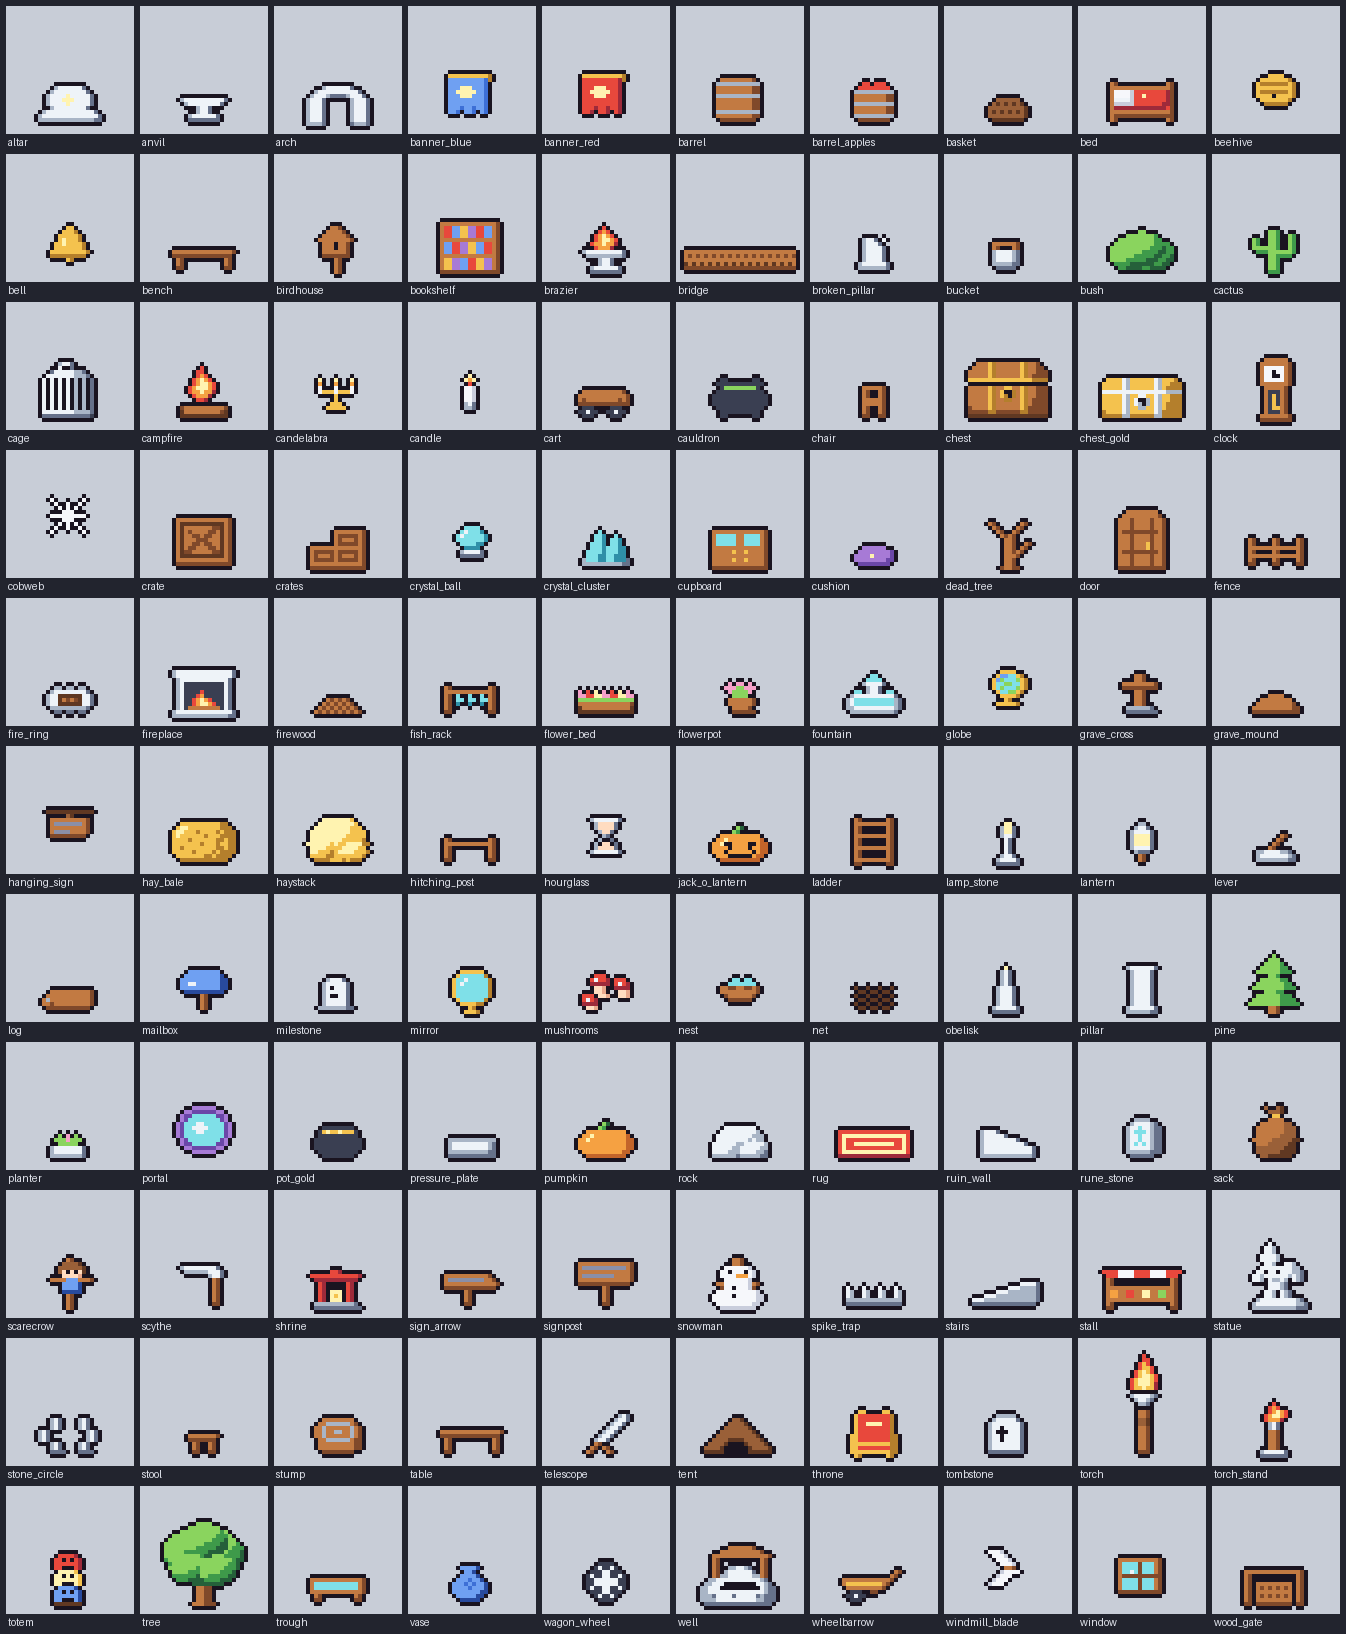 altar anvil arch banner_blue banner_red barrel barrel_apples basket bed beehive
bell bench birdhouse bookshelf brazier bridge broken_pillar bucket bush cactus
cage campfire candelabra candle cart cauldron chair chest chest_gold clock
cobweb crate crates crystal_ball crystal_cluster cupboard cushion dead_tree door fence
fire_ring fireplace firewood fish_rack flower_bed flowerpot fountain globe grave_cross grave_mound
hanging_sign hay_bale haystack hitching_post hourglass jack_o_lantern ladder lamp_stone lantern lever
log mailbox milestone mirror mushrooms nest net obelisk pillar pine
planter portal pot_gold pressure_plate pumpkin rock rug ruin_wall rune_stone sack
scarecrow scythe shrine sign_arrow signpost snowman spike_trap stairs stall statue
stone_circle stool stump table telescope tent throne tombstone torch torch_stand
totem tree trough vase wagon_wheel well wheelbarrow windmill_blade window wood_gate